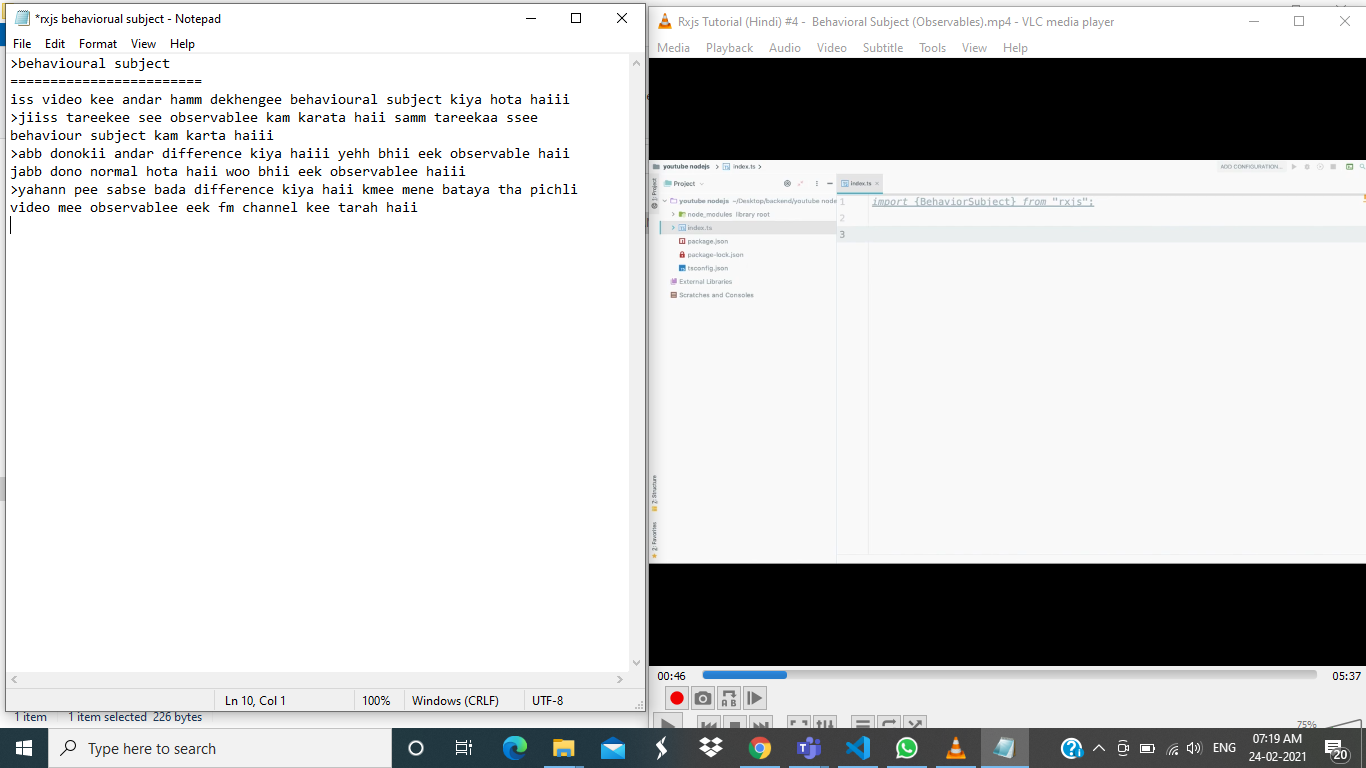 *rxjs behaviorual subject - Notepad
File Edit Format View Help
>behavioural subject
========================
iss video kee andar hamm dekhengee behavioural subject kiya hota haiii
>jiiss tareekee see observablee kam karata haii samm tareekaa ssee
behaviour subject kam karta haiii
>abb donokii andar difference kiya haiii yehh bhii eek observable haii
jabb dono normal hota haii woo bhii eek observablee haiii
>yahann pee sabse bada difference kiya haii kmee mene bataya tha pichli
video mee observablee eek fm channel kee tarah haii
Ln 10, Col 1 100% Windows (CRLF) UTF-8
1 item 1 item selected 226 bytes
Rxjs Tutorial (Hindi) #4 - Behavioral Subject (Observables).mp4 - VLC media player
Media Playback Audio Video Subtitle Tools View Help
youtube nodejs > index.ts >
ADD CONFIGURATION...
Project
index.ts ×
youtube nodejs ~/Desktop/backend/youtube node
node_modules library root
index.ts
package.json
package-lock.json
tsconfig.json
External Libraries
Scratches and Consoles
1: Project
Z: Structure
2: Favorites
1 import {BehaviorSubject} from "rxjs";
2
3
00:46 05:37
A B
75%
Type here to search
ENG
07:19 AM
24-02-2021
20